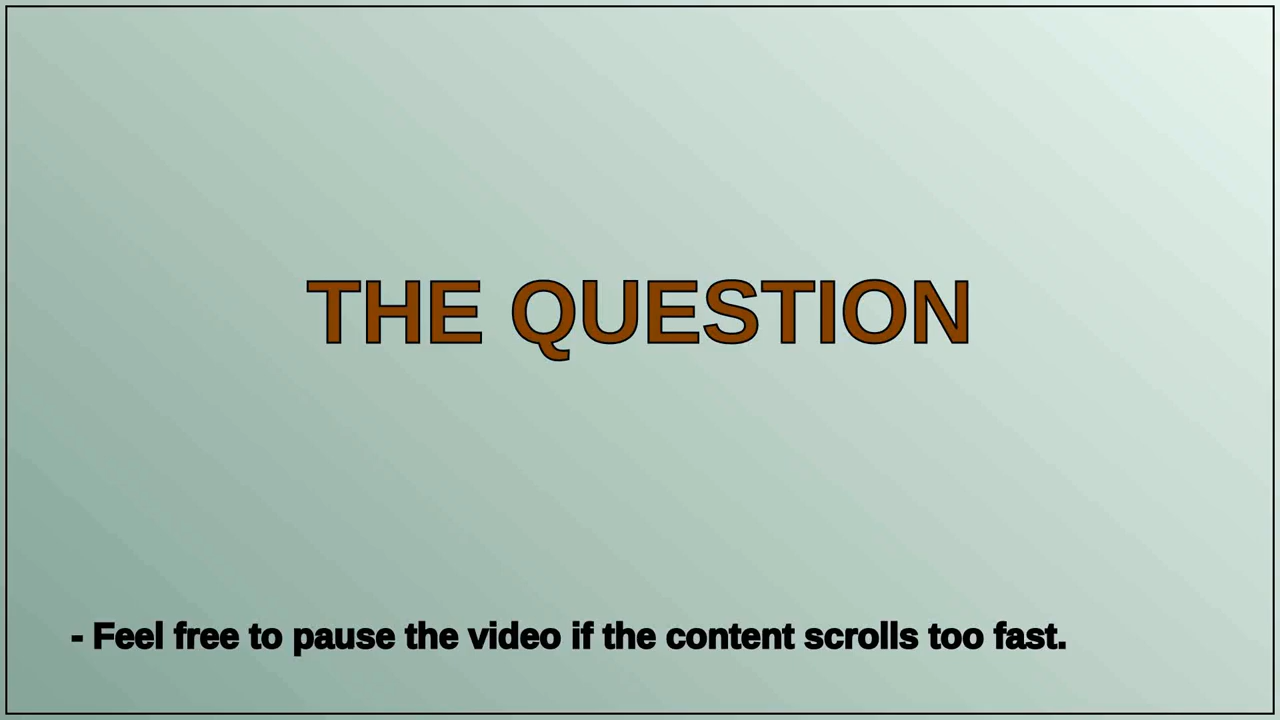 THE QUESTION
- Feel free to pause the video if the content scrolls too fast.